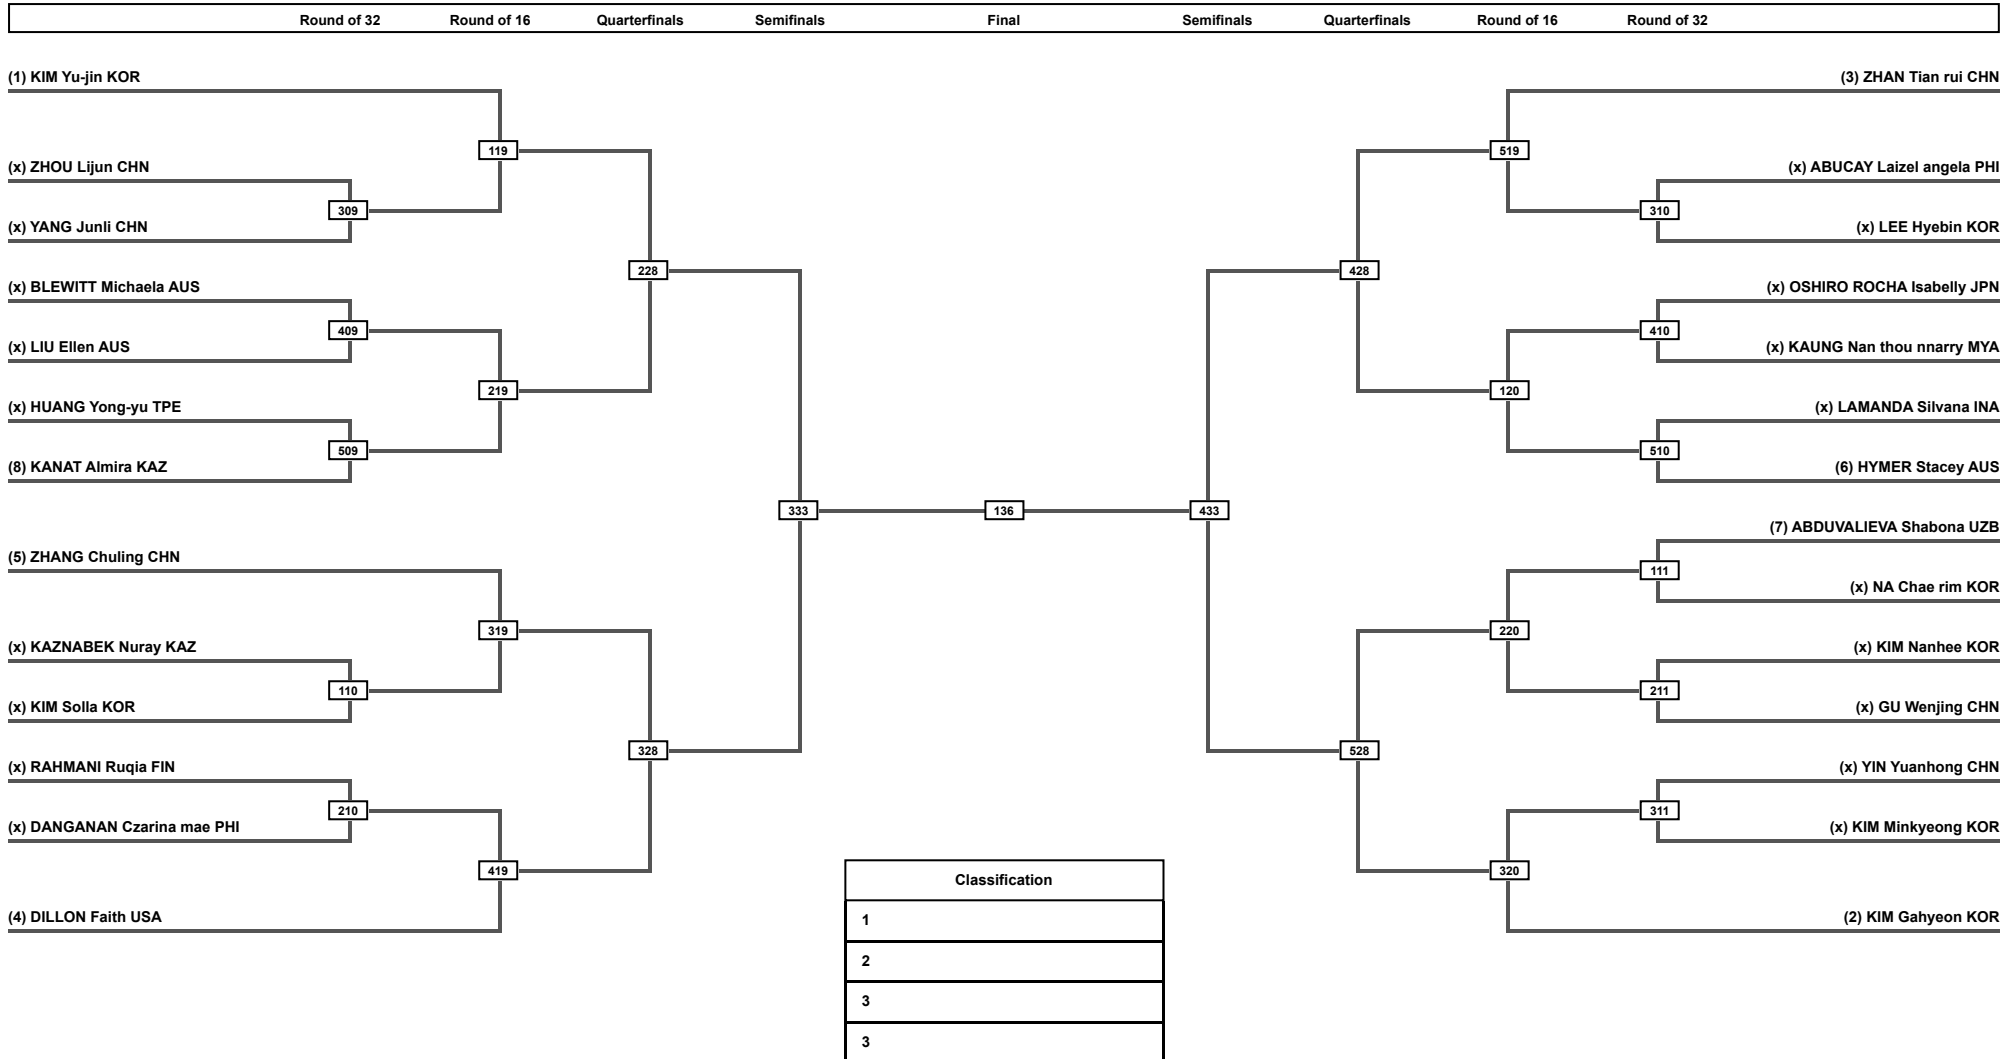 Round of 32 Round of 16 Quarterfinals Semifinals Final Semifinals Quarterfinals Round of 16 Round of 32
(1) KIM Yu-jin KOR
(x) ZHOU Lijun CHN
(x) YANG Junli CHN
(x) BLEWITT Michaela AUS
(x) LIU Ellen AUS
(x) HUANG Yong-yu TPE
(8) KANAT Almira KAZ
(5) ZHANG Chuling CHN
(x) KAZNABEK Nuray KAZ
(x) KIM Solla KOR
(x) RAHMANI Ruqia FIN
(x) DANGANAN Czarina mae PHI
(4) DILLON Faith USA
309
409
509
110
210
119
219
319
419
228
328
333
136
433
428
528
519
120
220
320
310
410
510
111
211
311
(3) ZHAN Tian rui CHN
(x) ABUCAY Laizel angela PHI
(x) LEE Hyebin KOR
(x) OSHIRO ROCHA Isabelly JPN
(x) KAUNG Nan thou nnarry MYA
(x) LAMANDA Silvana INA
(6) HYMER Stacey AUS
(7) ABDUVALIEVA Shabona UZB
(x) NA Chae rim KOR
(x) KIM Nanhee KOR
(x) GU Wenjing CHN
(x) YIN Yuanhong CHN
(x) KIM Minkyeong KOR
(2) KIM Gahyeon KOR
Classification
1
2
3
3